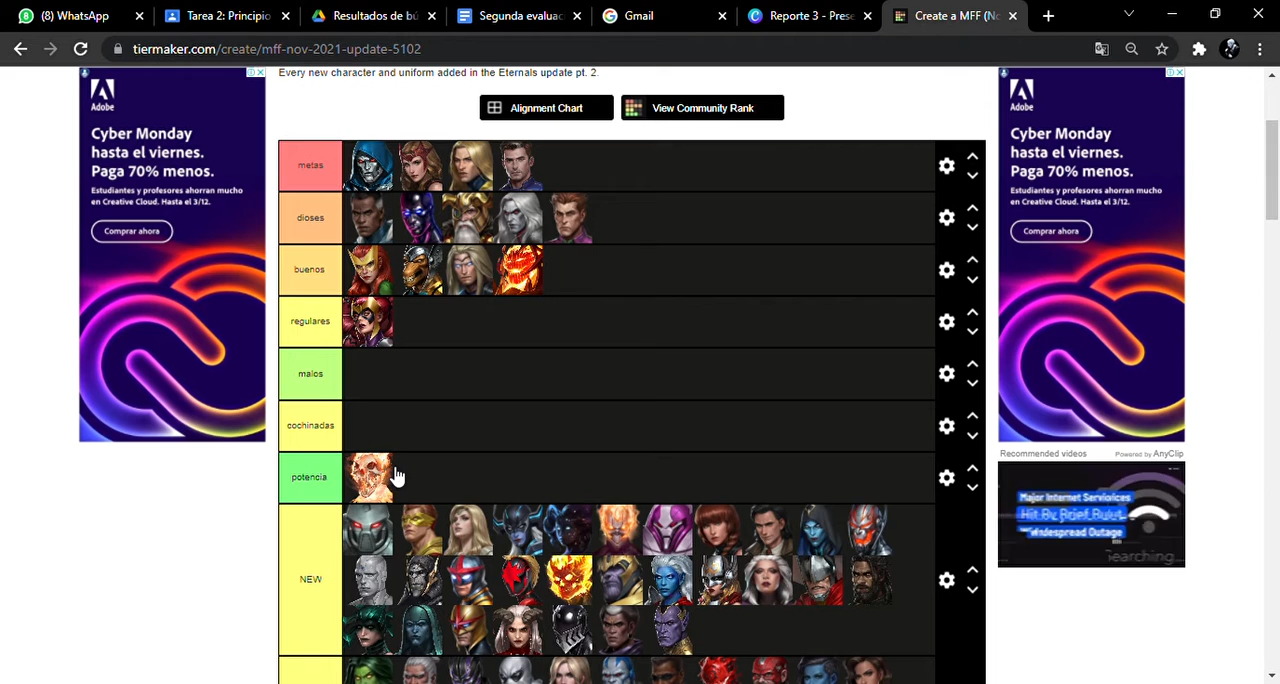 (8) WhatsApp
Tarea 2: Principio
Resultados de bú
Segunda evaluac
Gmail
Reporte 3 - Prese
Create a MFF (No
tiermaker.com/create/mff-nov-2021-update-5102
Every new character and uniform added in the Eternals update pt. 2.
Alignment Chart
View Community Rank
Adobe
Cyber Monday
hasta el viernes.
Paga 70% menos.
Estudiantes y profesores ahorran mucho
en Creative Cloud. Hasta el 3/12.
Comprar ahora
metas
dioses
buenos
regulares
malos
cochinadas
potencia
NEW
Adobe
Cyber Monday
hasta el viernes.
Paga 70% menos.
Estudiantes y profesores ahorran mucho
en Creative Cloud. Hasta el 3/12.
Comprar ahora
Recommended videos
Powered by AnyClip
Major Internet Services
Hit By Brief But
Widespread Outage